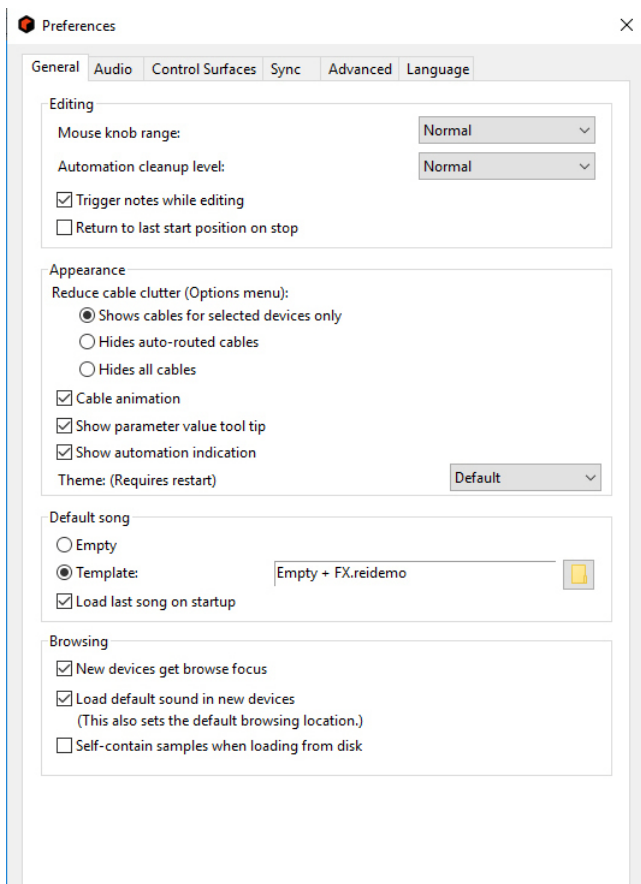 Preferences
General Audio Control Surfaces Sync Advanced Language
Editing
Mouse knob range: Normal
Automation cleanup level: Normal
Trigger notes while editing
Return to last start position on stop
Appearance
Reduce cable clutter (Options menu):
Shows cables for selected devices only
Hides auto-routed cables
Hides all cables
Cable animation
Show parameter value tool tip
Show automation indication
Theme: (Requires restart) Default
Default song
Empty
Template: Empty + FX.reidemo
Load last song on startup
Browsing
New devices get browse focus
Load default sound in new devices
(This also sets the default browsing location.)
Self-contain samples when loading from disk